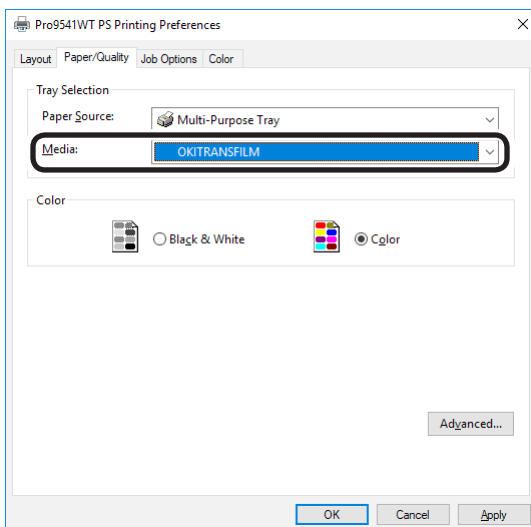 Pro9541WT PS Printing Preferences
Layout Paper/Quality Job Options Color
Tray Selection
Paper Source: Multi-Purpose Tray
Media: OKITRANSFILM
Color
Black & White Color
Advanced...
OK Cancel Apply